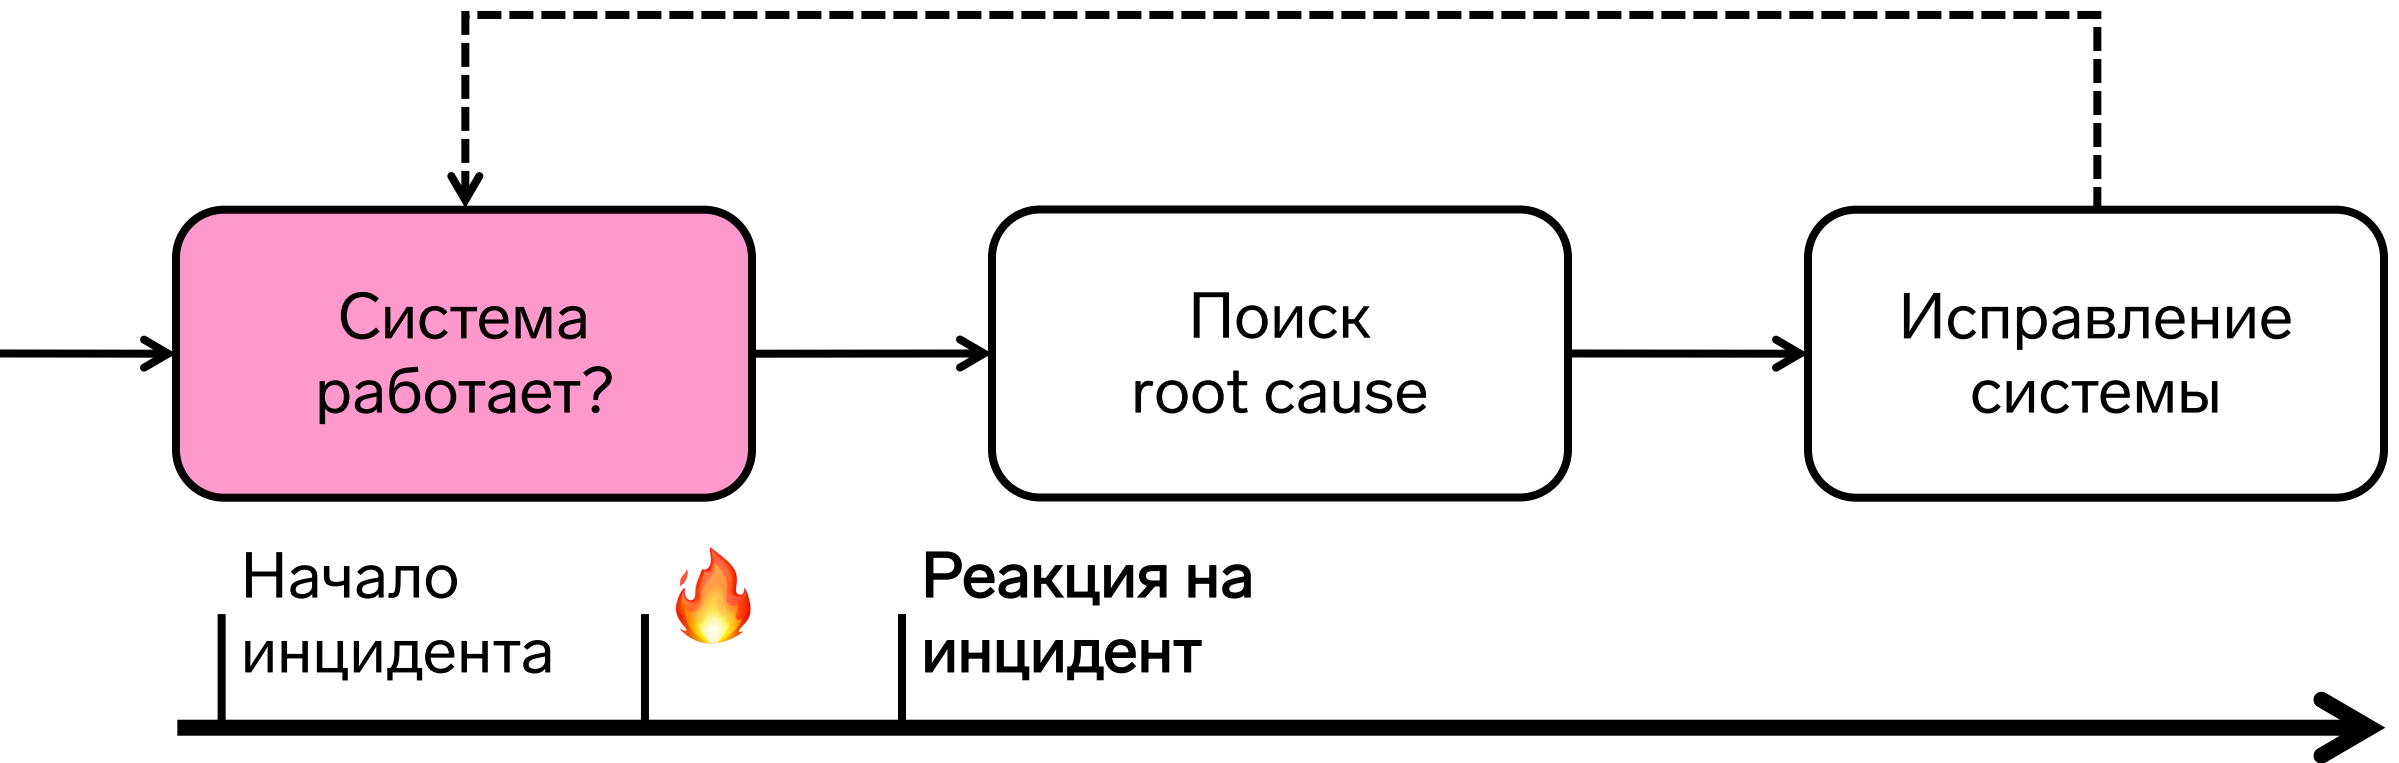 Система
работает?
Поиск
root cause
Исправление
системы
Начало
инцидента
Реакция на
инцидент